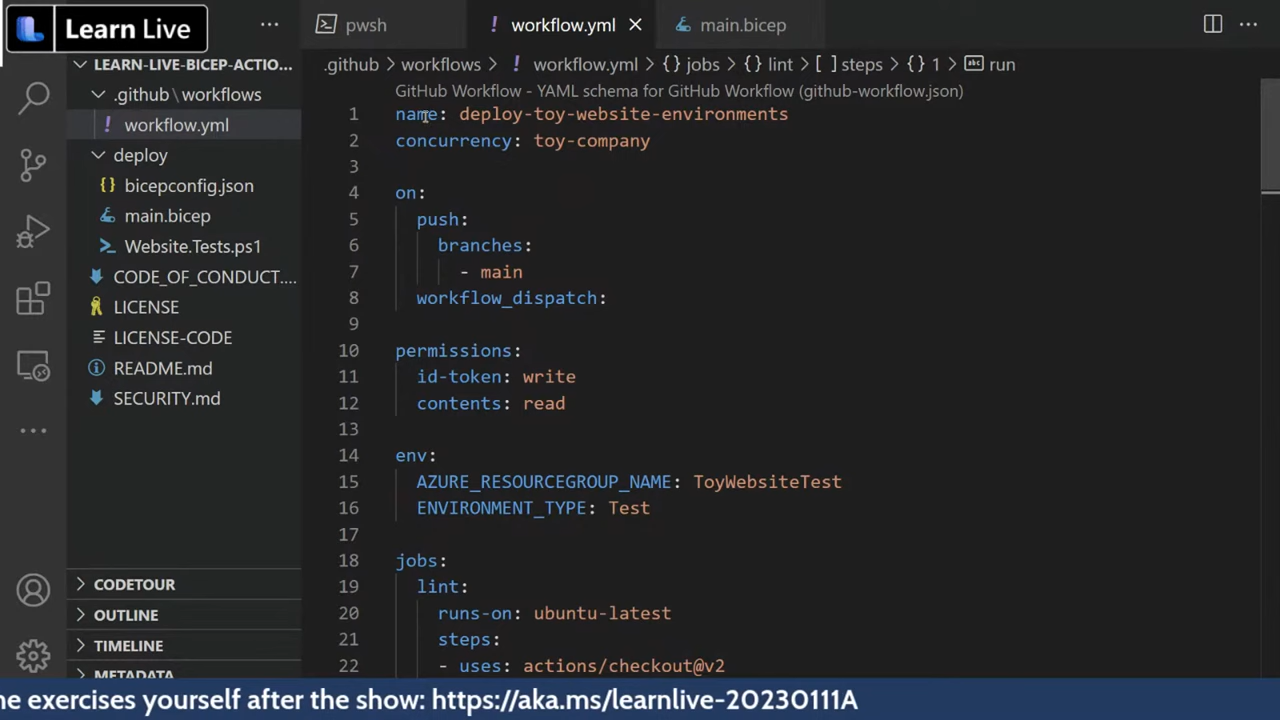 Learn Live
pwsh
workflow.yml
main.bicep
LEARN-LIVE-BICEP-ACTIO...
.github\workflows
workflow.yml
deploy
bicepconfig.json
main.bicep
Website.Tests.ps1
CODE_OF_CONDUCT....
LICENSE
LICENSE-CODE
README.md
SECURITY.md
CODETOUR
OUTLINE
TIMELINE
METADATA
.github > workflows > ! workflow.yml > {} jobs > {} lint > [ ] steps > {} 1 > abc run
GitHub Workflow - YAML schema for GitHub Workflow (github-workflow.json)
1 name: deploy-toy-website-environments
2 concurrency: toy-company
3
4 on:
5 push:
6 branches:
7 - main
8 workflow_dispatch:
9
10 permissions:
11 id-token: write
12 contents: read
13
14 env:
15 AZURE_RESOURCEGROUP_NAME: ToyWebsiteTest
16 ENVIRONMENT_TYPE: Test
17
18 jobs:
19 lint:
20 runs-on: ubuntu-latest
21 steps:
22 - uses: actions/checkout@v2
ne exercises yourself after the show: https://aka.ms/learnlive-20230111A